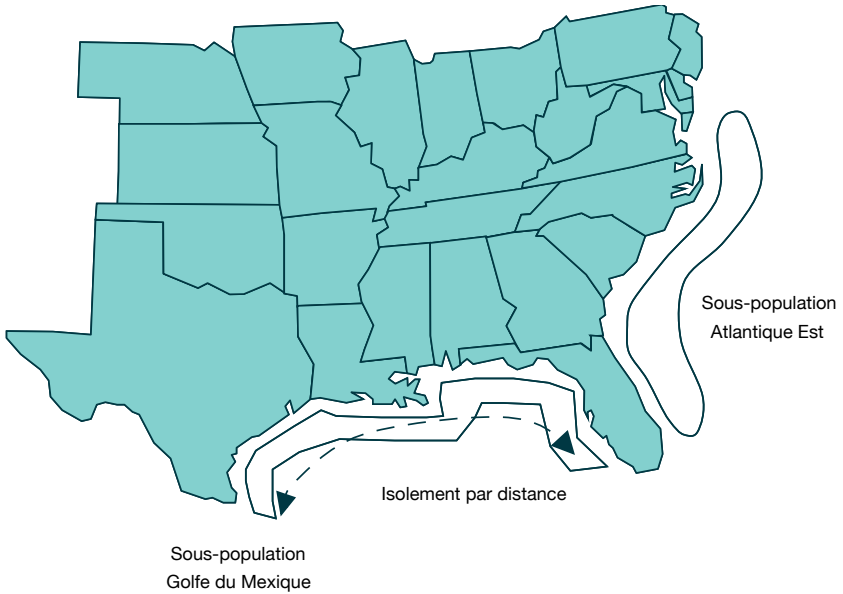 Sous-population
Atlantique Est
Isolement par distance
Sous-population
Golfe du Mexique